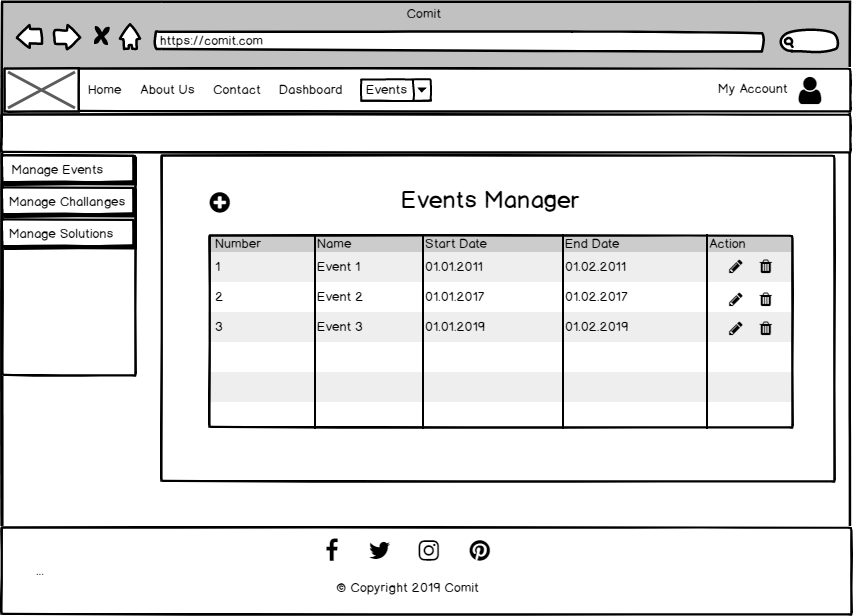 Comit
https://comit.com
Home About Us Contact Dashboard Events My Account
Manage Events
Manage Challanges
Manage Solutions
Events Manager
Number Name Start Date End Date Action
1 Event 1 01.01.2011 01.02.2011
2 Event 2 01.01.2017 01.02.2017
3 Event 3 01.01.2019 01.02.2019
...
© Copyright 2019 Comit